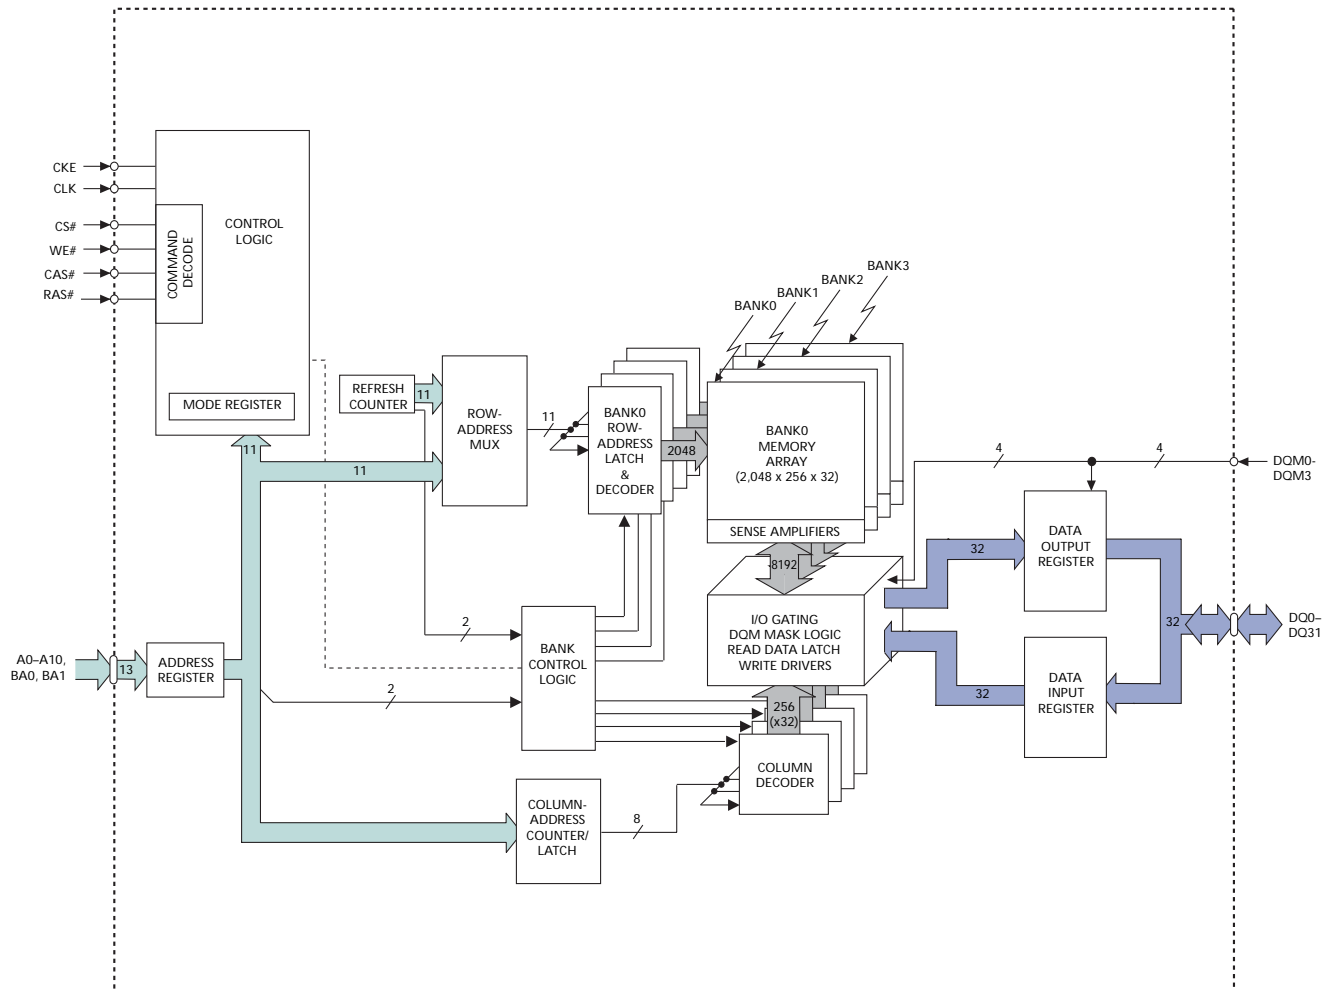 CKE
CLK
CS#
WE#
CAS#
RAS#
COMMAND
DECODE
CONTROL
LOGIC
MODE REGISTER
11
REFRESH
COUNTER
11
11
ROW-
ADDRESS
MUX
11
BANK0
ROW-
ADDRESS
LATCH
&
DECODER
2048
BANK0
BANK1
BANK2
BANK3
BANK0
MEMORY
ARRAY
(2,048 x 256 x 32)
SENSE AMPLIFIERS
8192
I/O GATING
DQM MASK LOGIC
READ DATA LATCH
WRITE DRIVERS
4
4
DQM0-
DQM3
DATA
OUTPUT
REGISTER
32
32
32
DATA
INPUT
REGISTER
DQ0–
DQ31
A0–A10,
BA0, BA1
13
ADDRESS
REGISTER
2
2
BANK
CONTROL
LOGIC
256
(x32)
COLUMN
DECODER
COLUMN-
ADDRESS
COUNTER/
LATCH
8